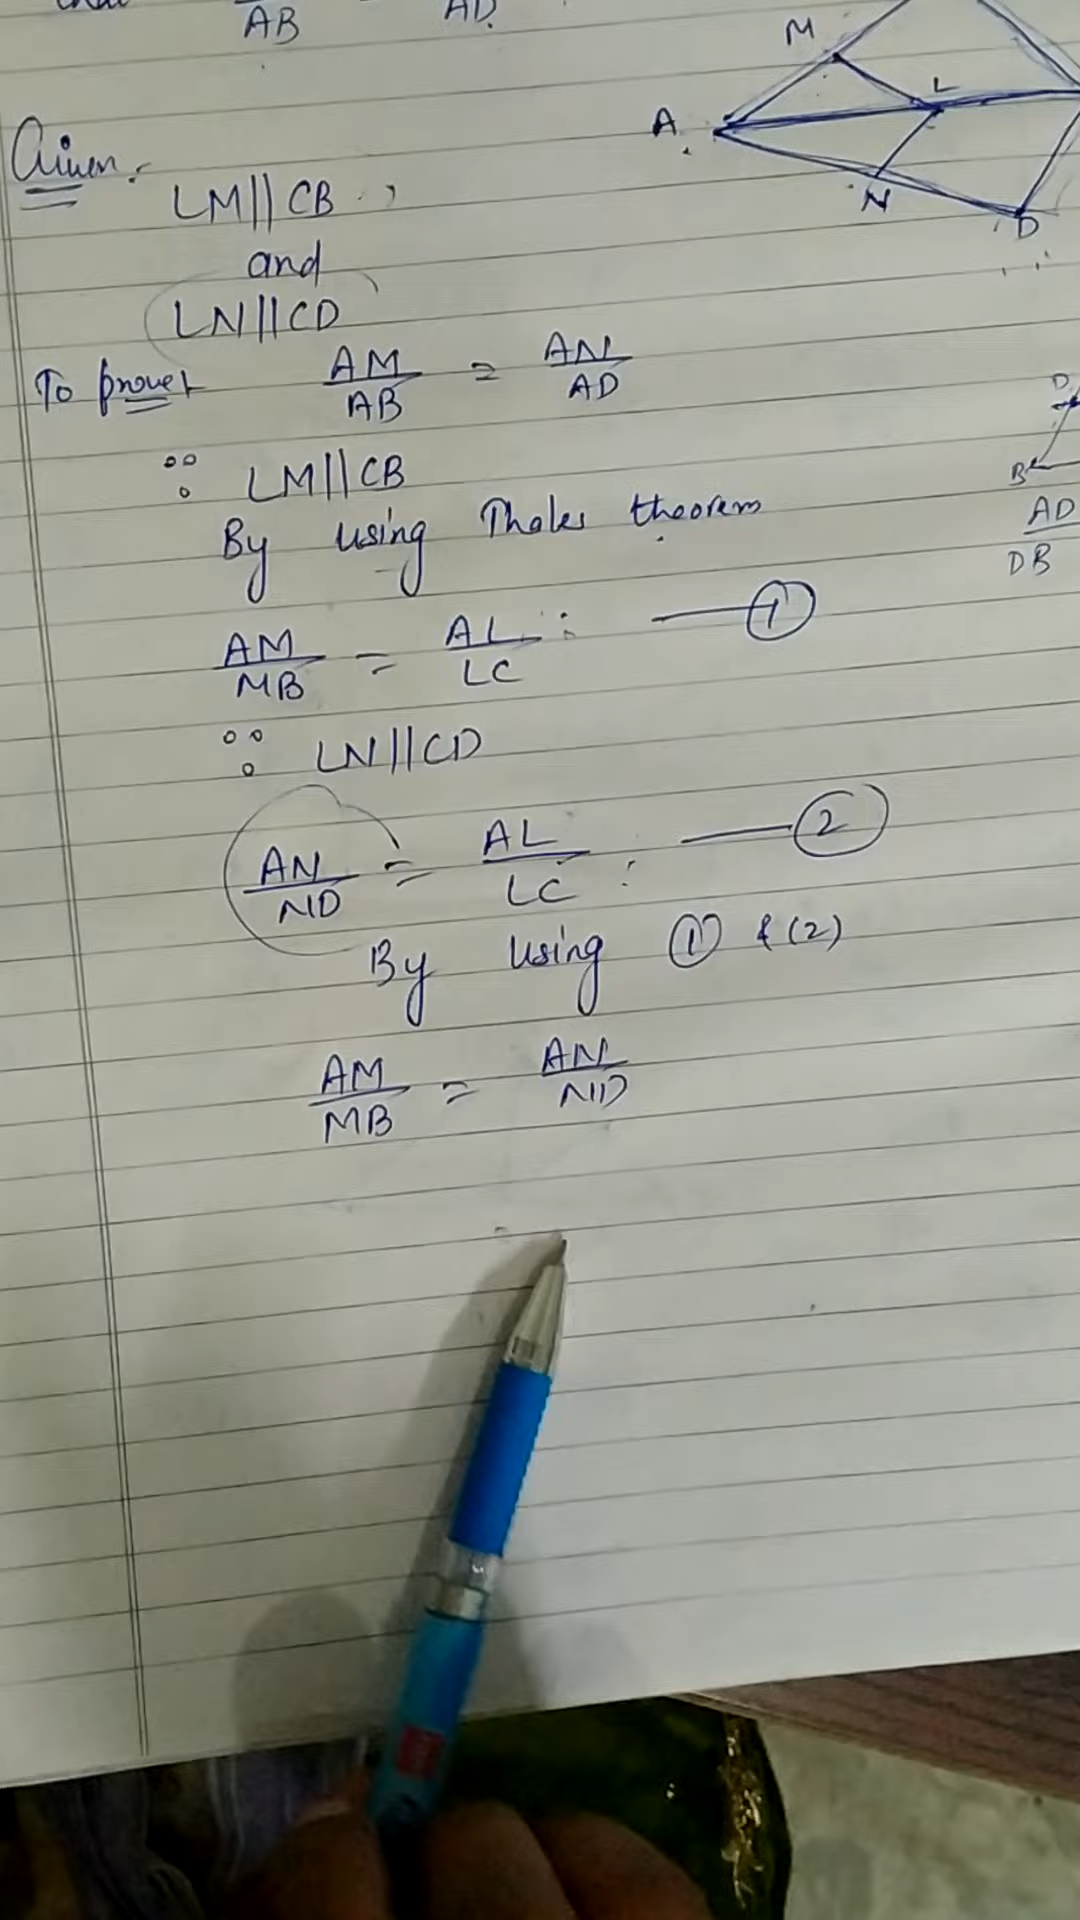 AB AD.
M
L
A
N
D
Given:
LM||CB ,
and
LN||CD
To prove:
AM/AB = AN/AD
∵ LM||CB
By using Thales theorem
AM/MB = AL/LC : — ①
∵ LN||CD
AN/ND = AL/LC : — ②
By using ① & (2)
AM/MB = AN/ND
D
B
AD
DB